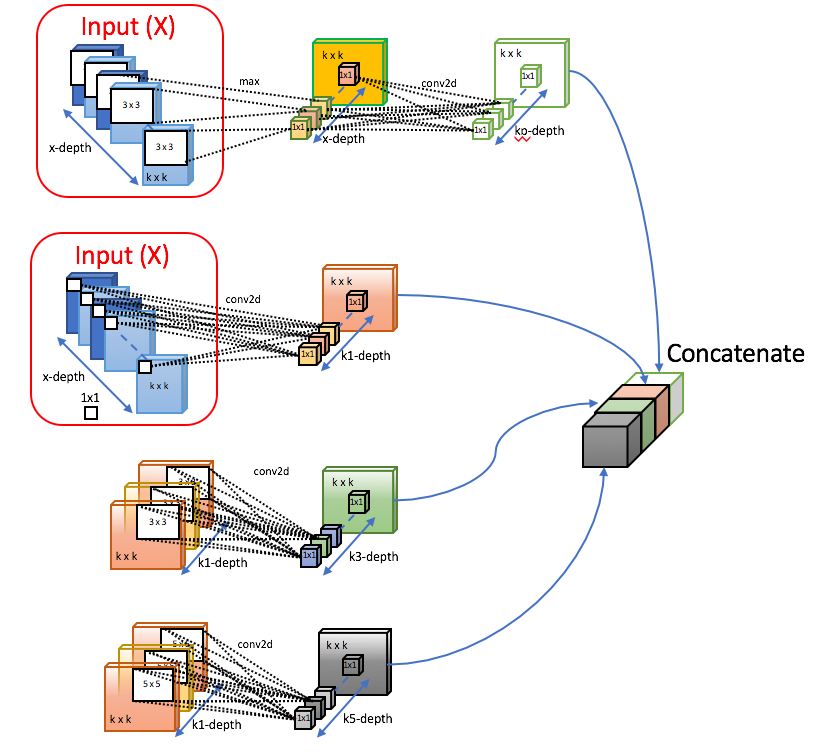 Input (X)
3 x 3
3 x 3
k x k
x-depth
max
k x k
1x1
1x1
x-depth
conv2d
k x k
1x1
1x1
ko-depth
Input (X)
x-depth
k x k
1x1
conv2d
k x k
1x1
1x1
k1-depth
Concatenate
3 x 3
k x k
k1-depth
conv2d
k x k
1x1
1x1
k3-depth
5 x 5
k x k
k1-depth
conv2d
k x k
1x1
1x1
k5-depth